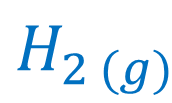 H₂ (g)